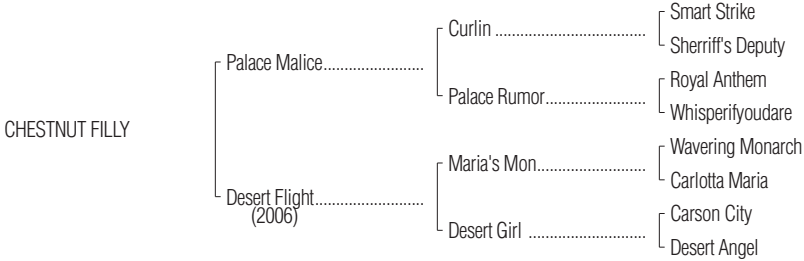 Smart Strike
Curlin ....................................
Sherriff's Deputy
Palace Malice........................
Royal Anthem
Palace Rumor........................
Whisperifyoudare
CHESTNUT FILLY
Wavering Monarch
Maria's Mon..........................
Carlotta Maria
Desert Flight..........................
(2006)
Carson City
Desert Girl ............................
Desert Angel